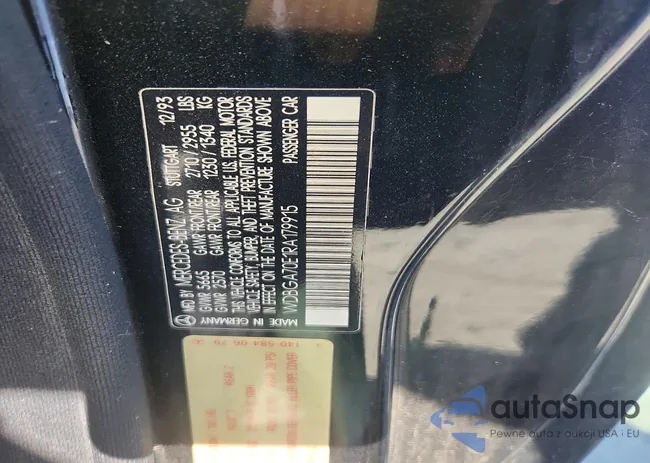 MFD BY MERCEDES-BENZ AG STUTTGART 12/93
GVWR 5665 GAWR FRONT/REAR 2710/2955 LBS
GVWR 2570 GAWR FRONT/REAR 1230/1340 KG
THIS VEHICLE CONFORMS TO ALL APPLICABLE U.S. FEDERAL MOTOR
VEHICLE SAFETY, BUMPER, AND THEFT PREVENTION STANDARDS
IN EFFECT ON THE DATE OF MANUFACTURE SHOWN ABOVE
WDBGA70E1RA179915 PASSENGER CAR
MADE IN GERMANY
autaSnap
Pewne auta z aukcji USA i EU